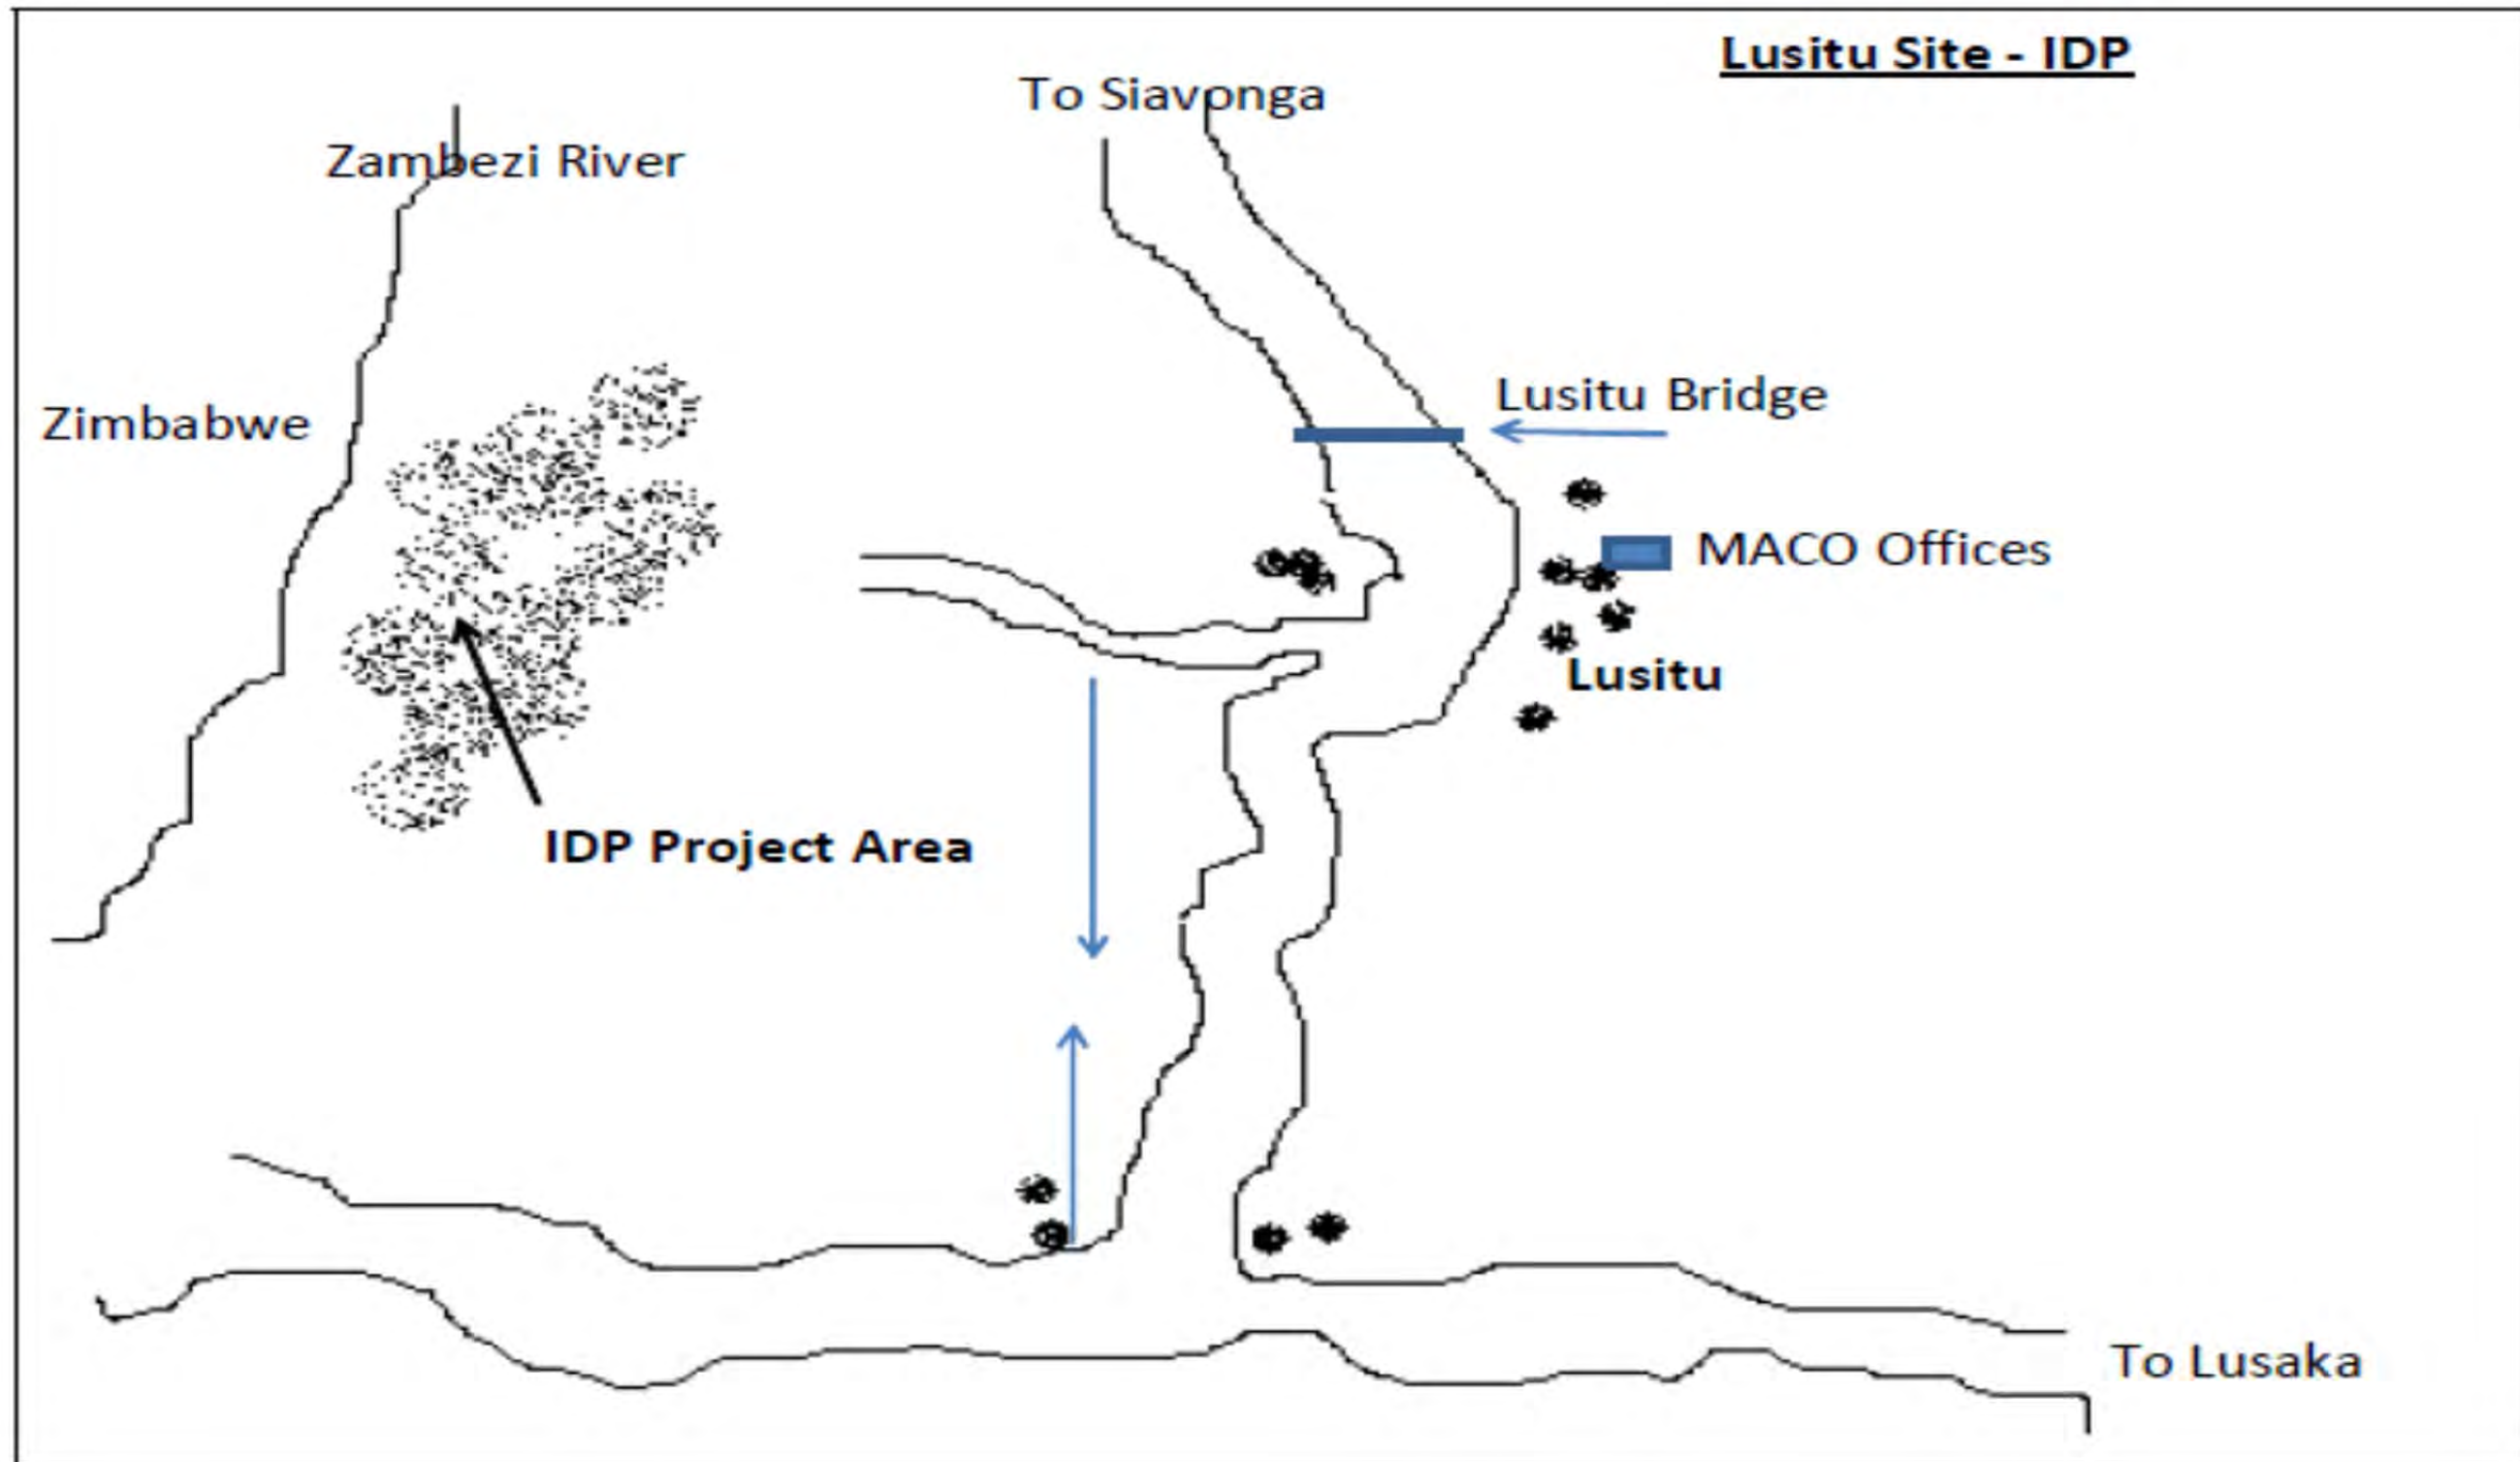 Lusitu Site - IDP
To Siavonga
Zambezi River
Lusitu Bridge
Zimbabwe
MACO Offices
Lusitu
IDP Project Area
To Lusaka